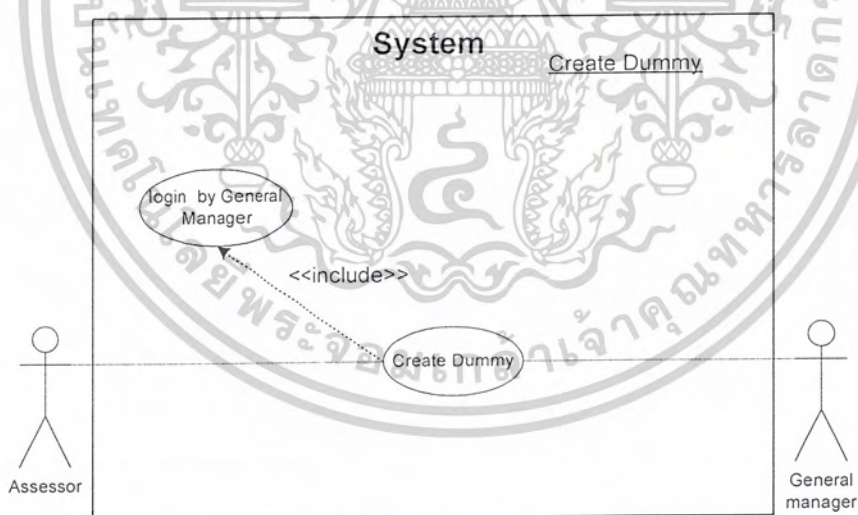 System
Create Dummy
login by General
Manager
<<include>>
Create Dummy
Assessor
General
manager